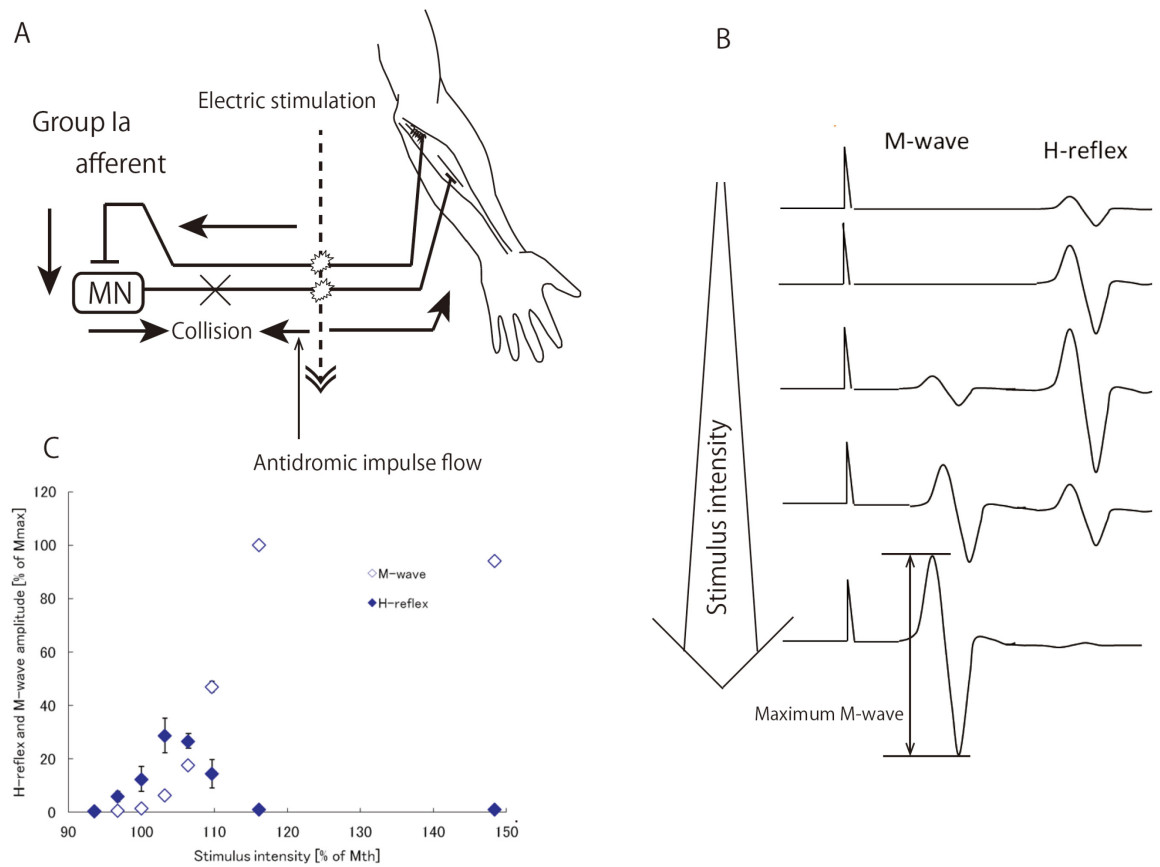 A
Electric stimulation
Group Ia
afferent
MN
Collision
Antidromic impulse flow
B
M-wave
H-reflex
Stimulus intensity
Maximum M-wave
C
H-reflex and M-wave amplitude [% of Mmax]
120
100
80
60
40
20
0
M-wave
H-reflex
90 100 110 120 130 140 150
Stimulus intensity [% of Mth]